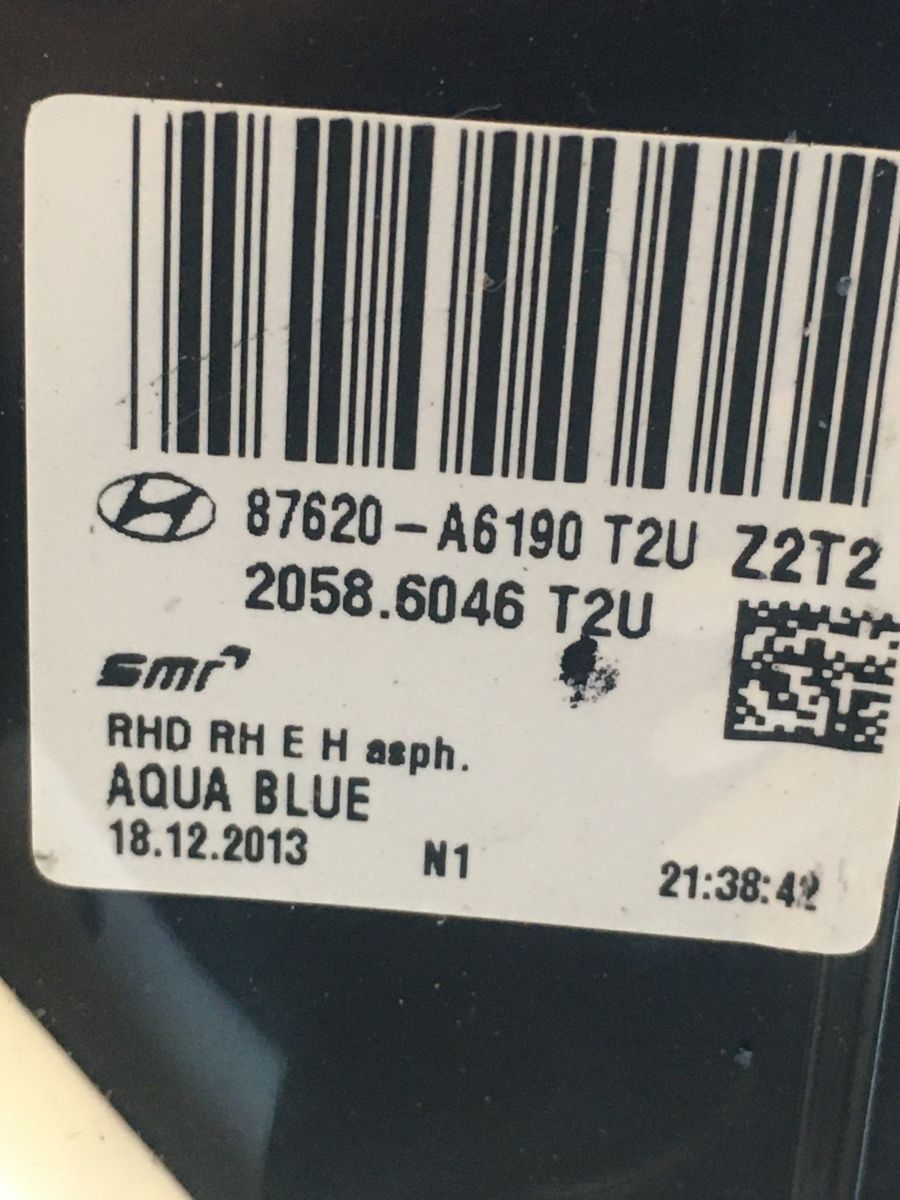 87620-A6190 T2U Z2T2
2058.6046 T2U
smr
RHD RH E H asph.
AQUA BLUE
18.12.2013 N1 21:38:42